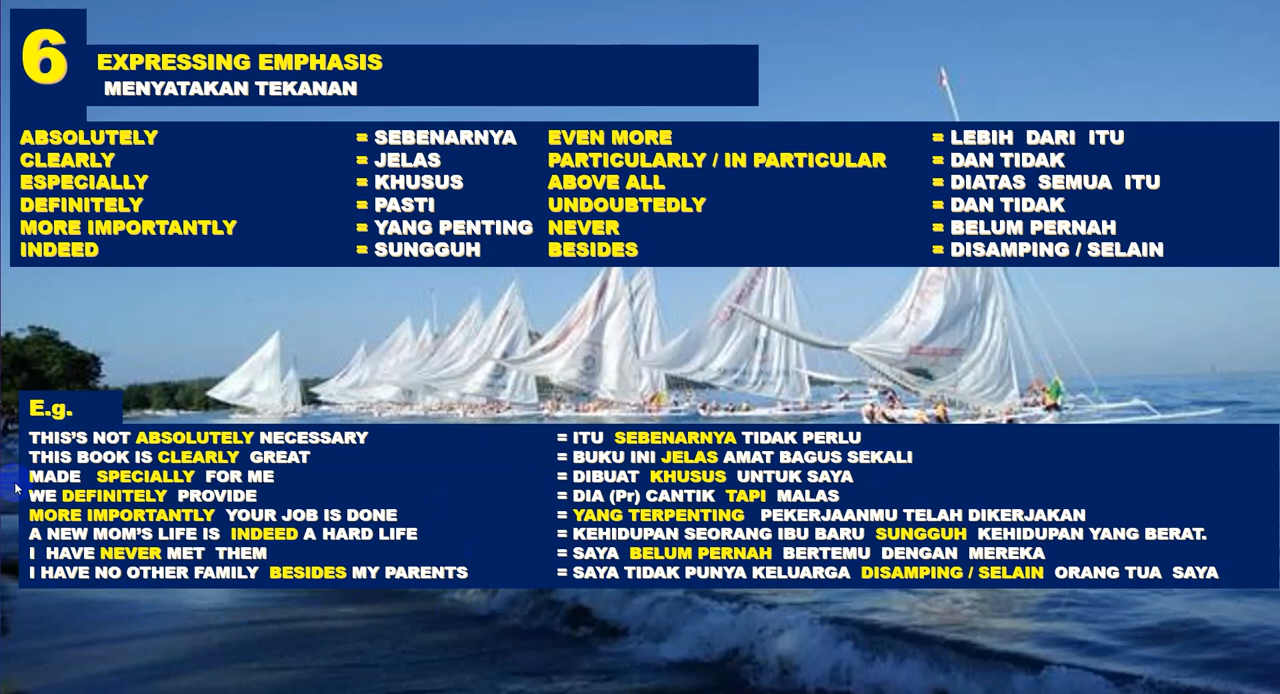 6
EXPRESSING EMPHASIS
MENYATAKAN TEKANAN
ABSOLUTELY = SEBENARNYA EVEN MORE = LEBIH DARI ITU
CLEARLY = JELAS PARTICULARLY / IN PARTICULAR = DAN TIDAK
ESPECIALLY = KHUSUS ABOVE ALL = DIATAS SEMUA ITU
DEFINITELY = PASTI UNDOUBTEDLY = DAN TIDAK
MORE IMPORTANTLY = YANG PENTING NEVER = BELUM PERNAH
INDEED = SUNGGUH BESIDES = DISAMPING / SELAIN
E.g.
THIS'S NOT ABSOLUTELY NECESSARY = ITU SEBENARNYA TIDAK PERLU
THIS BOOK IS CLEARLY GREAT = BUKU INI JELAS AMAT BAGUS SEKALI
MADE SPECIALLY FOR ME = DIBUAT KHUSUS UNTUK SAYA
WE DEFINITELY PROVIDE = DIA (Pr) CANTIK TAPI MALAS
MORE IMPORTANTLY YOUR JOB IS DONE = YANG TERPENTING PEKERJAANMU TELAH DIKERJAKAN
A NEW MOM'S LIFE IS INDEED A HARD LIFE = KEHIDUPAN SEORANG IBU BARU SUNGGUH KEHIDUPAN YANG BERAT.
I HAVE NEVER MET THEM = SAYA BELUM PERNAH BERTEMU DENGAN MEREKA
I HAVE NO OTHER FAMILY BESIDES MY PARENTS = SAYA TIDAK PUNYA KELUARGA DISAMPING / SELAIN ORANG TUA SAYA